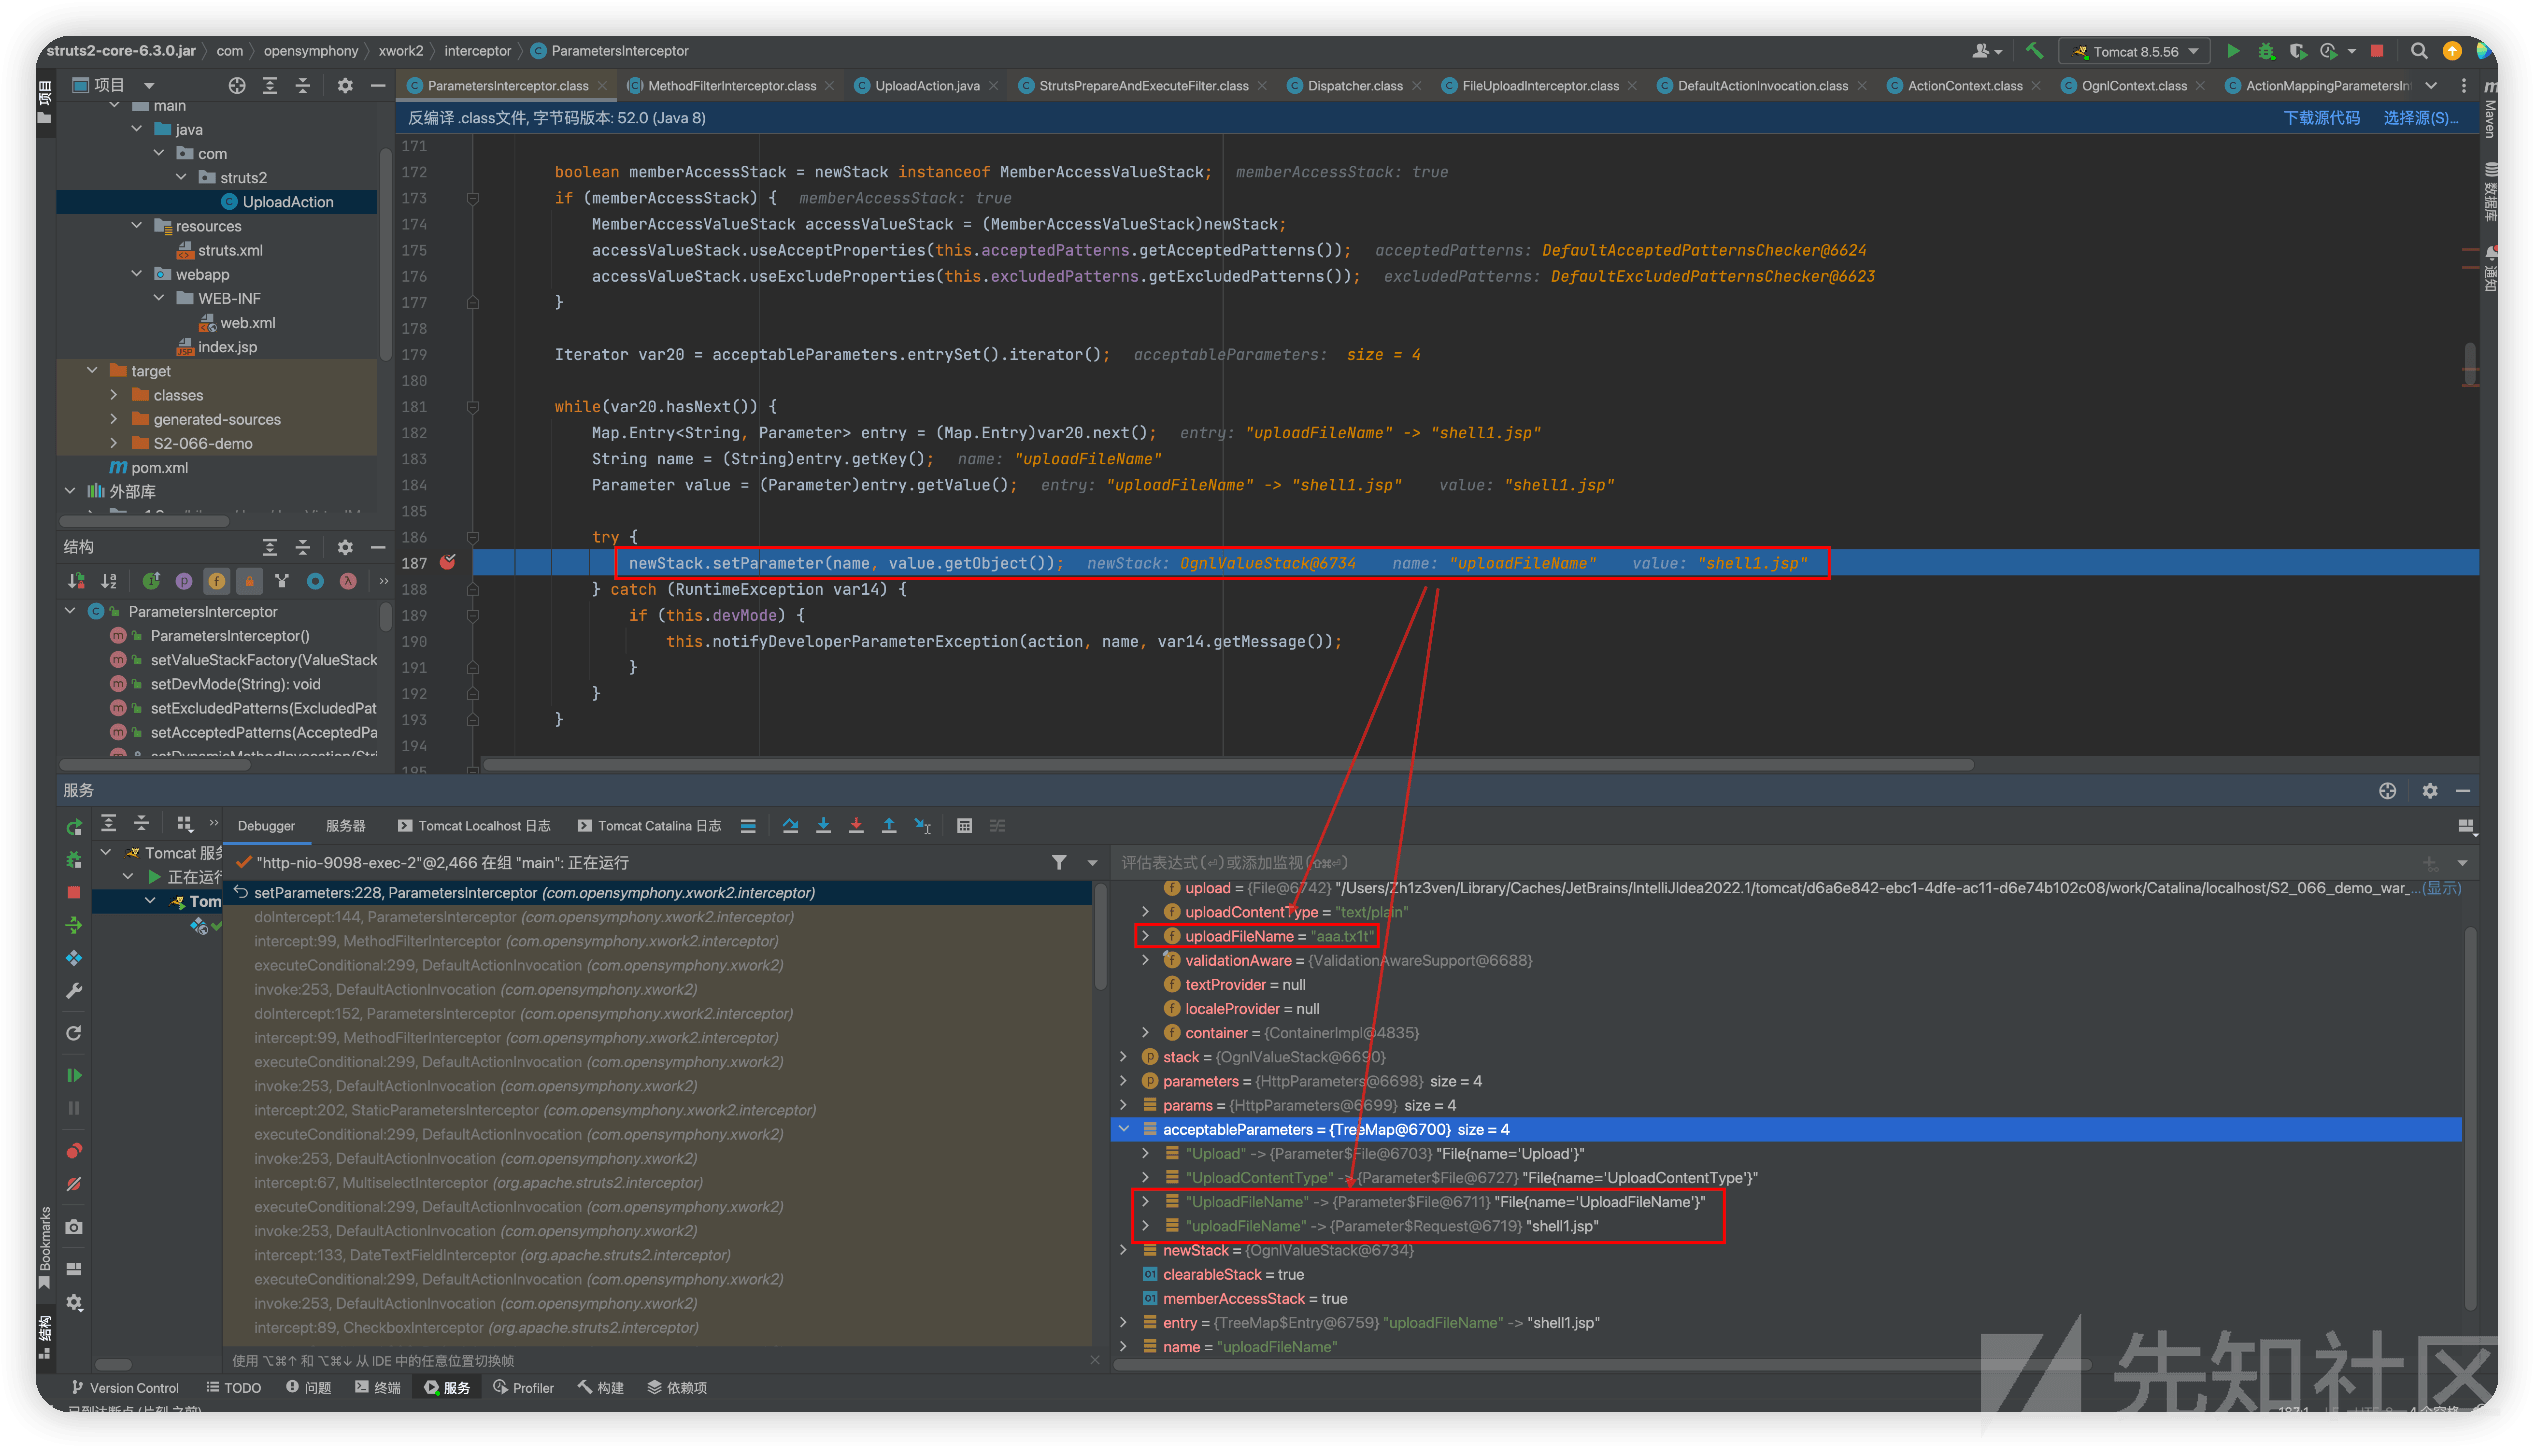 struts2-core-6.3.0.jar 〉 com 〉 opensymphony 〉 xwork2 〉 interceptor 〉 ParametersInterceptor
Tomcat 8.5.56
项目
ParametersInterceptor.class
MethodFilterInterceptor.class
UploadAction.java
StrutsPrepareAndExecuteFilter.class
Dispatcher.class
FileUploadInterceptor.class
DefaultActionInvocation.class
ActionContext.class
OgnlContext.class
ActionMappingParametersIn
项目
Maven
数据库
通知
main
java
com
struts2
UploadAction
resources
struts.xml
webapp
WEB-INF
web.xml
index.jsp
target
classes
generated-sources
S2-066-demo
pom.xml
外部库
结构
ParametersInterceptor
ParametersInterceptor()
setValueStackFactory(ValueStack
setDevMode(String): void
setExcludedPatterns(ExcludedPat
setAcceptedPatterns(AcceptedPa
setDynamicMethodInvocation(Stri
反编译 .class文件, 字节码版本: 52.0 (Java 8)
下载源代码 选择源(S)...
171
172 boolean memberAccessStack = newStack instanceof MemberAccessValueStack; memberAccessStack: true
173 if (memberAccessStack) { memberAccessStack: true
174 MemberAccessValueStack accessValueStack = (MemberAccessValueStack)newStack;
175 accessValueStack.useAcceptProperties(this.acceptedPatterns.getAcceptedPatterns()); acceptedPatterns: DefaultAcceptedPatternsChecker@6624
176 accessValueStack.useExcludeProperties(this.excludedPatterns.getExcludedPatterns()); excludedPatterns: DefaultExcludedPatternsChecker@6623
177 }
178
179 Iterator var20 = acceptableParameters.entrySet().iterator(); acceptableParameters: size = 4
180
181 while(var20.hasNext()) {
182 Map.Entry<String, Parameter> entry = (Map.Entry)var20.next(); entry: "uploadFileName" -> "shell1.jsp"
183 String name = (String)entry.getKey(); name: "uploadFileName"
184 Parameter value = (Parameter)entry.getValue(); entry: "uploadFileName" -> "shell1.jsp" value: "shell1.jsp"
185
186 try {
187 newStack.setParameter(name, value.getObject()); newStack: OgnlValueStack@6734 name: "uploadFileName" value: "shell1.jsp"
188 } catch (RuntimeException var14) {
189 if (this.devMode) {
190 this.notifyDeveloperParameterException(action, name, var14.getMessage());
191 }
192 }
193 }
194
195
服务
Debugger 服务器 Tomcat Localhost 日志 Tomcat Catalina 日志
Tomcat 服务
正在运行
Tom
"http-nio-9098-exec-2"@2,466 在组 "main": 正在运行
setParameters:228, ParametersInterceptor (com.opensymphony.xwork2.interceptor)
doIntercept:144, ParametersInterceptor (com.opensymphony.xwork2.interceptor)
intercept:99, MethodFilterInterceptor (com.opensymphony.xwork2.interceptor)
executeConditional:299, DefaultActionInvocation (com.opensymphony.xwork2)
invoke:253, DefaultActionInvocation (com.opensymphony.xwork2)
doIntercept:152, ParametersInterceptor (com.opensymphony.xwork2.interceptor)
intercept:99, MethodFilterInterceptor (com.opensymphony.xwork2.interceptor)
executeConditional:299, DefaultActionInvocation (com.opensymphony.xwork2)
invoke:253, DefaultActionInvocation (com.opensymphony.xwork2)
intercept:202, StaticParametersInterceptor (com.opensymphony.xwork2.interceptor)
executeConditional:299, DefaultActionInvocation (com.opensymphony.xwork2)
invoke:253, DefaultActionInvocation (com.opensymphony.xwork2)
intercept:67, MultiselectInterceptor (org.apache.struts2.interceptor)
executeConditional:299, DefaultActionInvocation (com.opensymphony.xwork2)
invoke:253, DefaultActionInvocation (com.opensymphony.xwork2)
intercept:133, DateTextFieldInterceptor (org.apache.struts2.interceptor)
executeConditional:299, DefaultActionInvocation (com.opensymphony.xwork2)
invoke:253, DefaultActionInvocation (com.opensymphony.xwork2)
intercept:89, CheckboxInterceptor (org.apache.struts2.interceptor)
使用 ⌥⌘↑ 和 ⌥⌘↓ 从 IDE 中的任意位置切换帧
评估表达式(⏎)或添加监视(⇧⌘⏎)
upload = {File@6742} "/Users/Zh1z3ven/Library/Caches/JetBrains/IntelliJIdea2022.1/tomcat/d6a6e842-ebc1-4dfe-ac11-d6e74b102c08/work/Catalina/localhost/S2_066_demo_war_...(显示)
uploadContentType = "text/plain"
uploadFileName = "aaa.tx1t"
validationAware = {ValidationAwareSupport@6688}
textProvider = null
localeProvider = null
container = {ContainerImpl@4835}
stack = {OgnlValueStack@6690}
parameters = {HttpParameters@6698} size = 4
params = {HttpParameters@6699} size = 4
acceptableParameters = {TreeMap@6700} size = 4
"Upload" -> {Parameter$File@6703} "File{name='Upload'}"
"UploadContentType" -> {Parameter$File@6727} "File{name='UploadContentType'}"
"UploadFileName" -> {Parameter$File@6711} "File{name='UploadFileName'}"
"uploadFileName" -> {Parameter$Request@6719} "shell1.jsp"
newStack = {OgnlValueStack@6734}
clearableStack = true
memberAccessStack = true
entry = {TreeMap$Entry@6759} "uploadFileName" -> "shell1.jsp"
name = "uploadFileName"
Bookmarks
结构
Version Control TODO 问题 终端 服务 Profiler 构建 依赖项
已到达断点 (片刻 之前)
187:1
先知社区